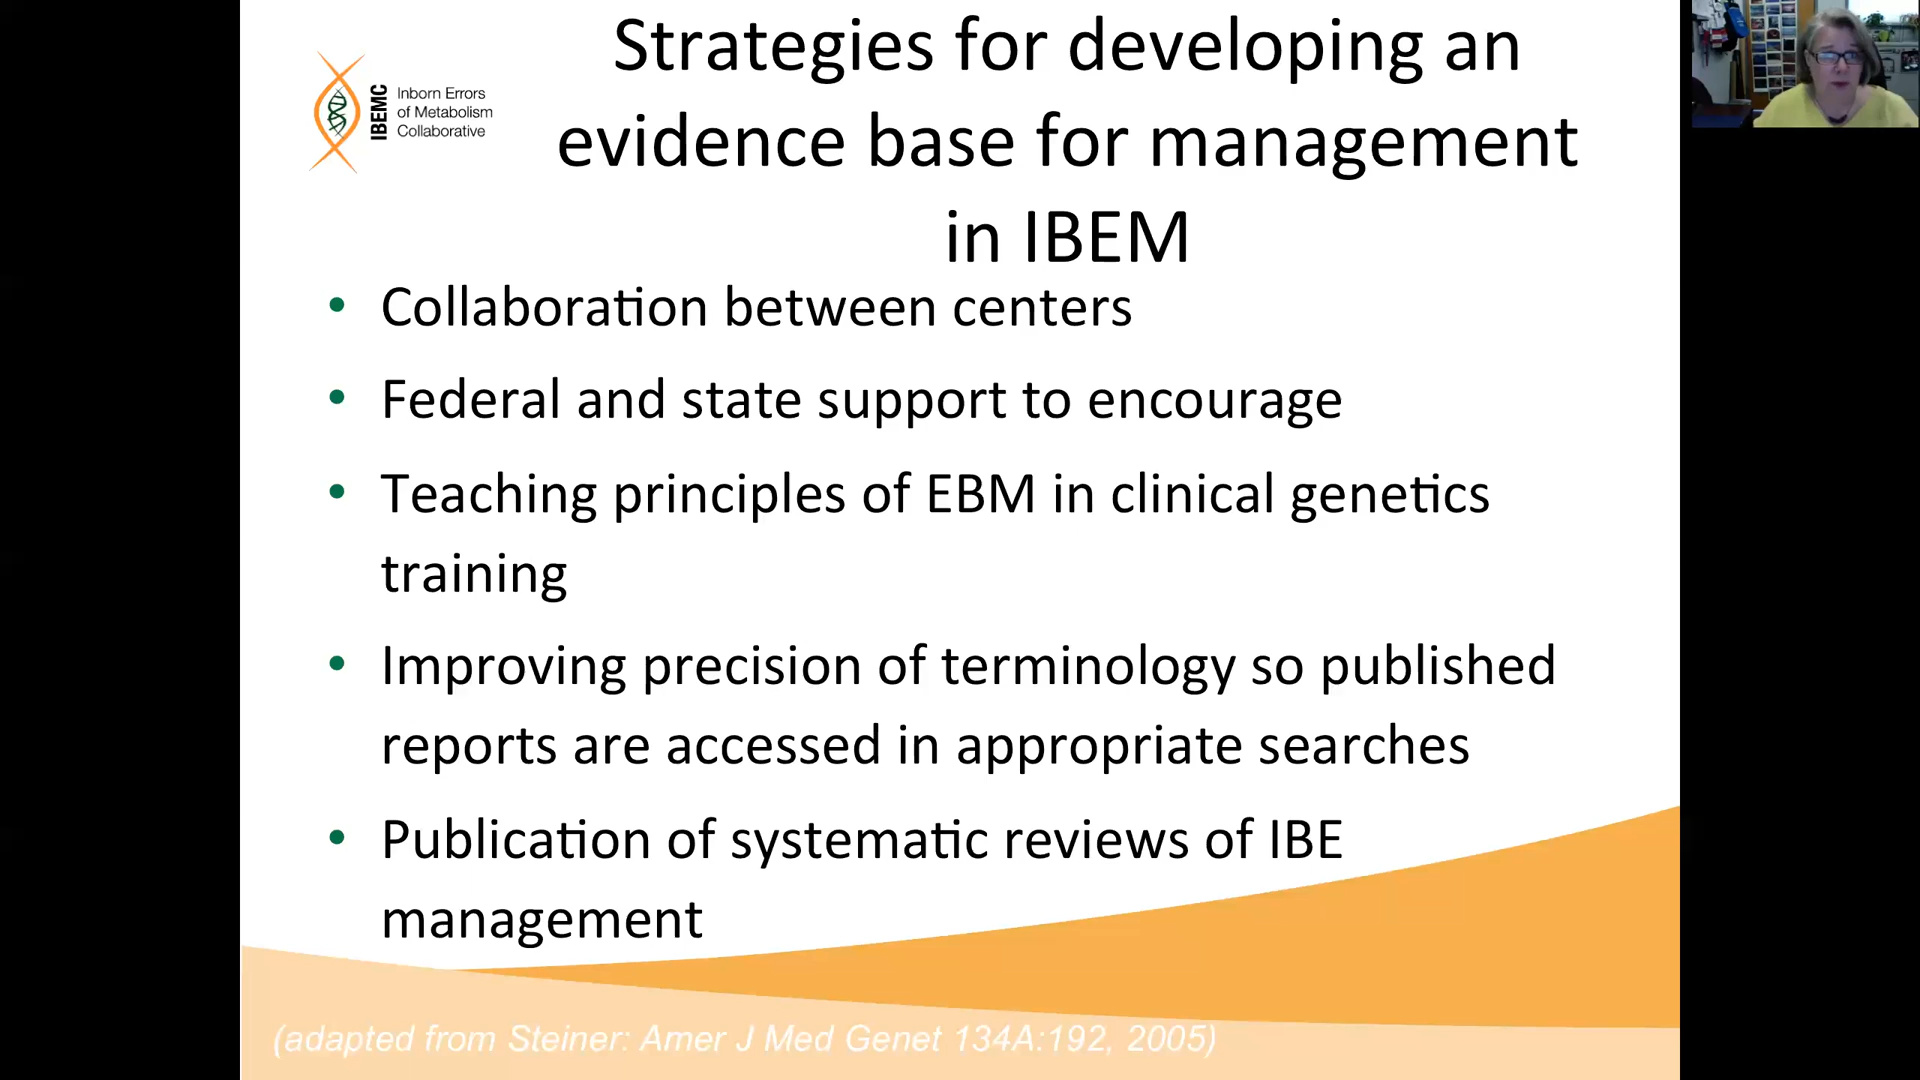 Strategies for developing an
evidence base for management
in IBEM
IBEMC
Inborn Errors
of Metabolism
Collaborative
• Collaboration between centers
• Federal and state support to encourage
• Teaching principles of EBM in clinical genetics
training
• Improving precision of terminology so published
reports are accessed in appropriate searches
• Publication of systematic reviews of IBE
management
(adapted from Steiner: Amer J Med Genet 134A:192, 2005)